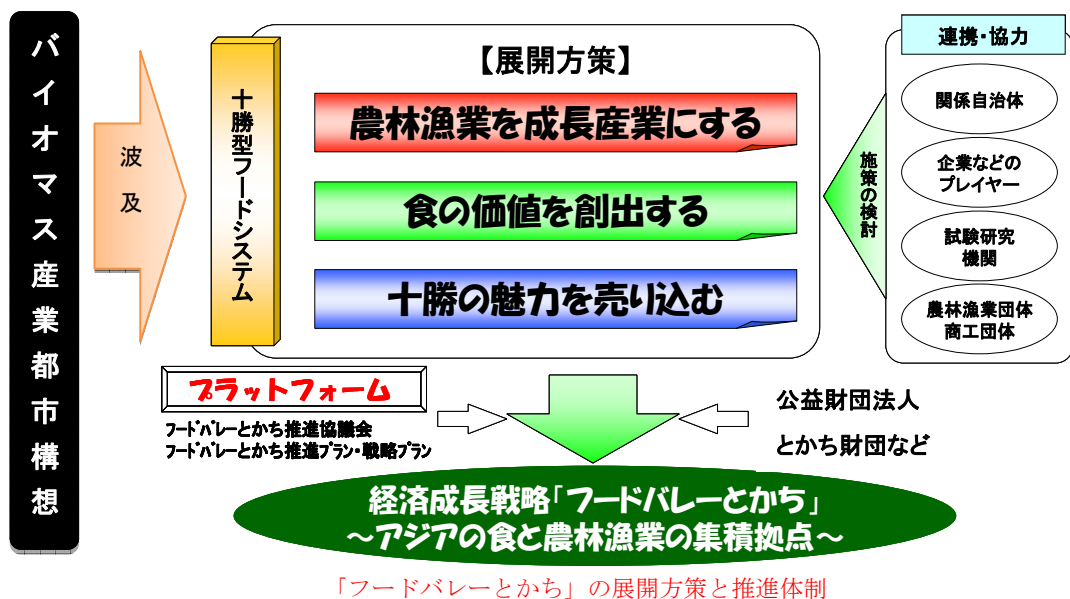 バイオマス産業都市構想
波及
十勝型フードシステム
【展開方策】
農林漁業を成長産業にする
食の価値を創出する
十勝の魅力を売り込む
施策の検討
連携・協力
関係自治体
企業などの
プレイヤー
試験研究
機関
農林漁業団体
商工団体
プラットフォーム
フードバレーとかち推進協議会
フードバレーとかち推進プラン・戦略プラン
公益財団法人
とかち財団など
経済成長戦略「フードバレーとかち」
～アジアの食と農林漁業の集積拠点～
「フードバレーとかち」の展開方策と推進体制